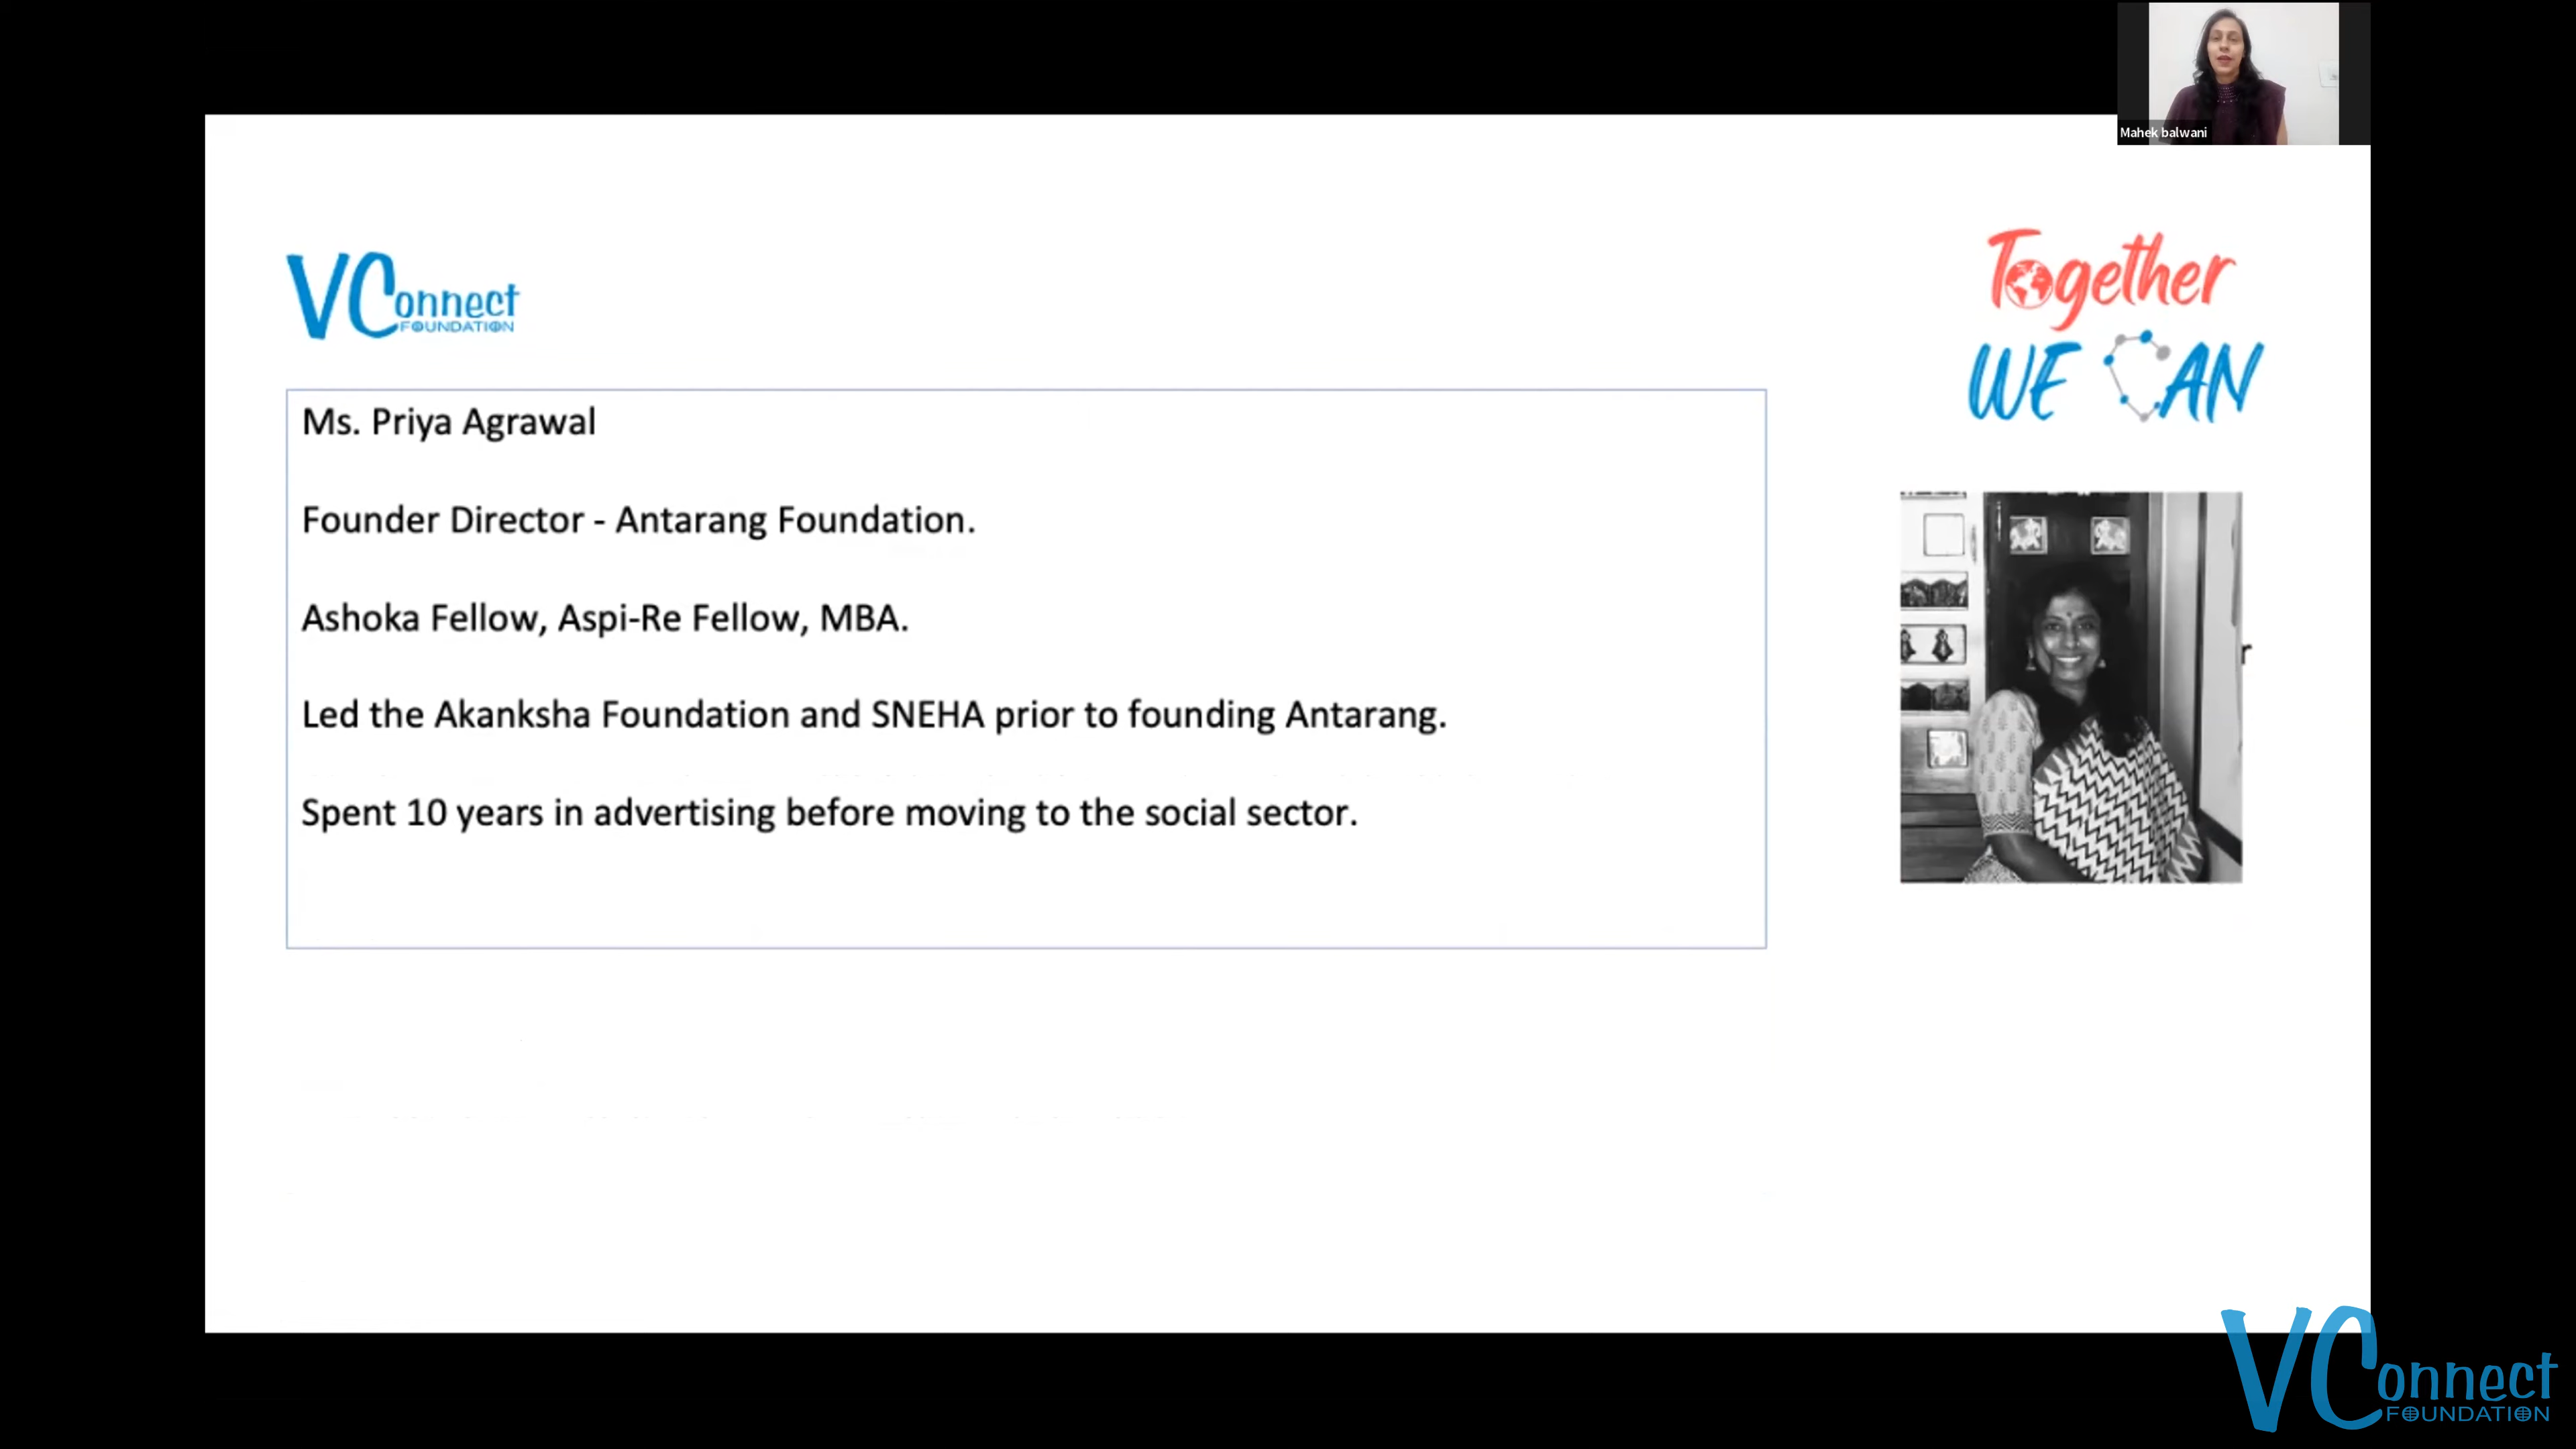 Mahek balwani
VConnect
FOUNDATION
Together
WE CAN
Ms. Priya Agrawal
Founder Director - Antarang Foundation.
Ashoka Fellow, Aspi-Re Fellow, MBA.
Led the Akanksha Foundation and SNEHA prior to founding Antarang.
Spent 10 years in advertising before moving to the social sector.
r
VConnect
FOUNDATION